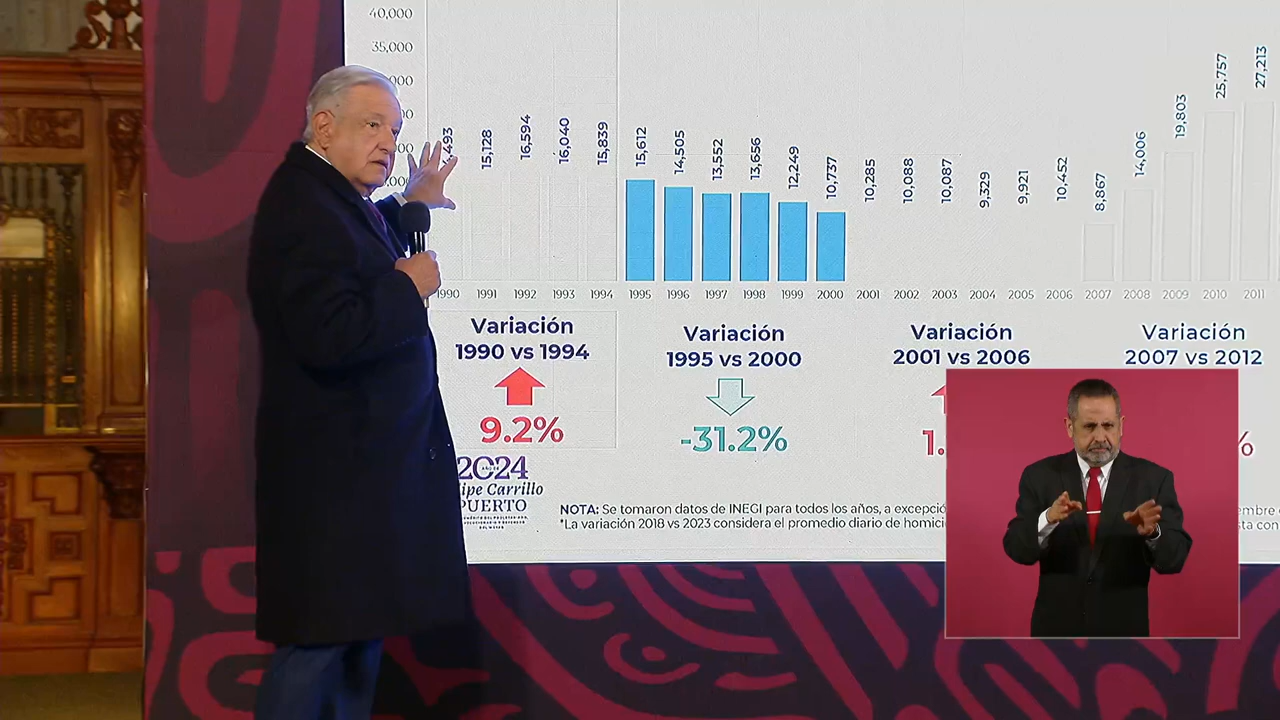 40,000
35,000
,493
15,128
16,594
16,040
15,839
15,612
14,505
13,552
13,656
12,249
10,737
10,285
10,088
10,087
9,329
9,921
10,452
8,867
14,006
19,803
25,757
27,213
1990 1991 1992 1993 1994 1995 1996 1997 1998 1999 2000 2001 2002 2003 2004 2005 2006 2007 2008 2009 2010 2011
Variación
1990 vs 1994
9.2%
Variación
1995 vs 2000
-31.2%
Variación
2001 vs 2006
1.
Variación
2007 vs 2012
%
2024
ipe Carrillo
PUERTO
NOTA: Se tomaron datos de INEGI para todos los años, a excepció
*La variación 2018 vs 2023 considera el promedio diario de homici